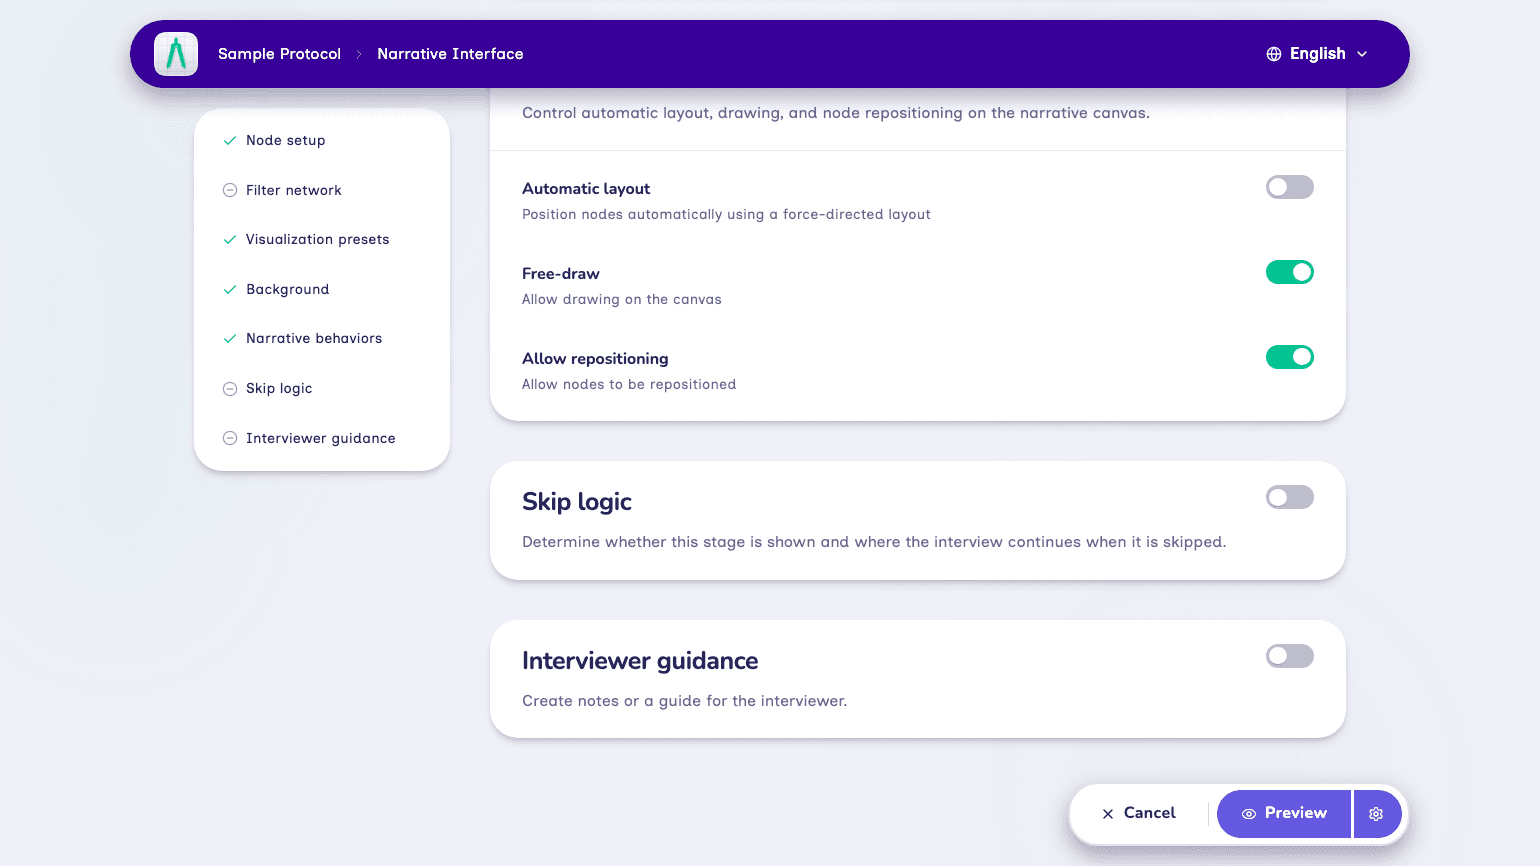 Sample Protocol
Narrative Interface
English
Node setup
Filter network
Visualization presets
Background
Narrative behaviors
Skip logic
Interviewer guidance
Control automatic layout, drawing, and node repositioning on the narrative canvas.
Automatic layout
Position nodes automatically using a force-directed layout
Free-draw
Allow drawing on the canvas
Allow repositioning
Allow nodes to be repositioned
Skip logic
Determine whether this stage is shown and where the interview continues when it is skipped.
Interviewer guidance
Create notes or a guide for the interviewer.
Cancel
Preview